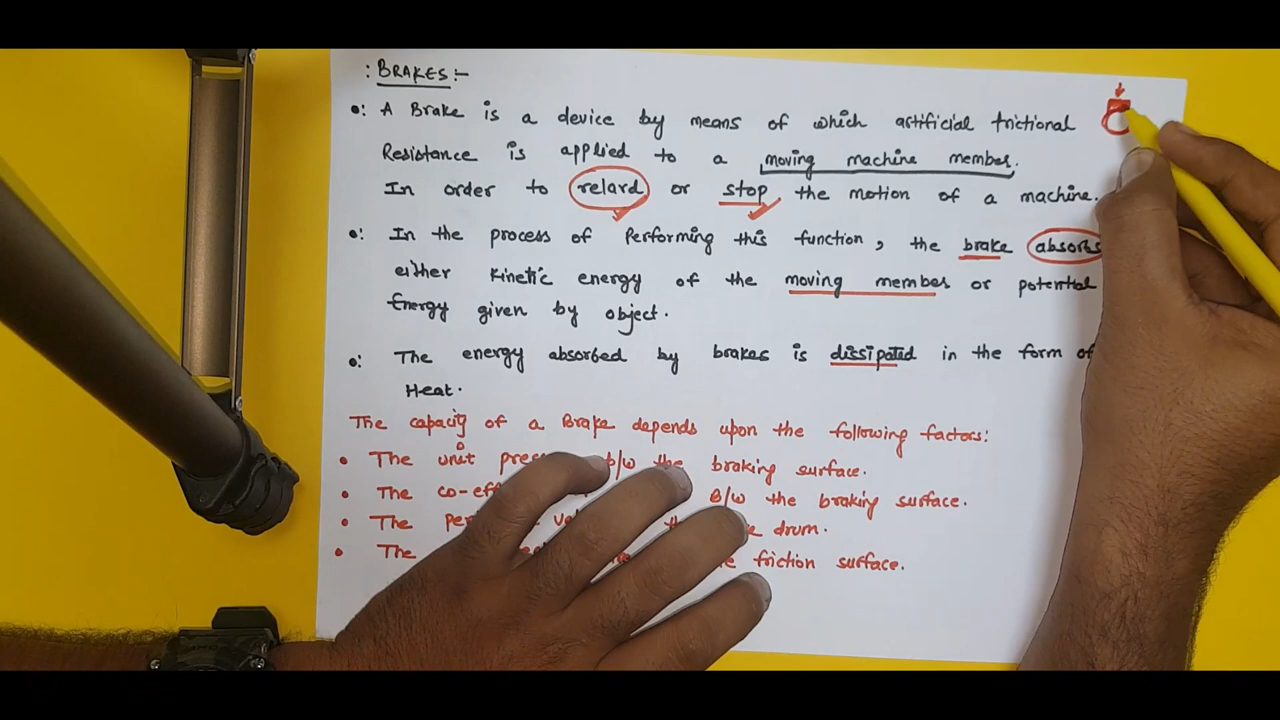 : BRAKES:-
•: A Brake is a device by means of which artificial frictional
Resistance is applied to a moving machine member.
In order to relard or stop the motion of a machine.
•: In the process of Performing this function, the brake absorbs
either Kinetic energy of the moving member or potential
Energy given by object.
•: The energy absorbed by brakes is dissipated in the form of
Heat.
The capacity of a Brake depends upon the following factors:
• The unit b/w the braking surface.
• The B/w the braking surface.
• The drum.
• The friction surface.